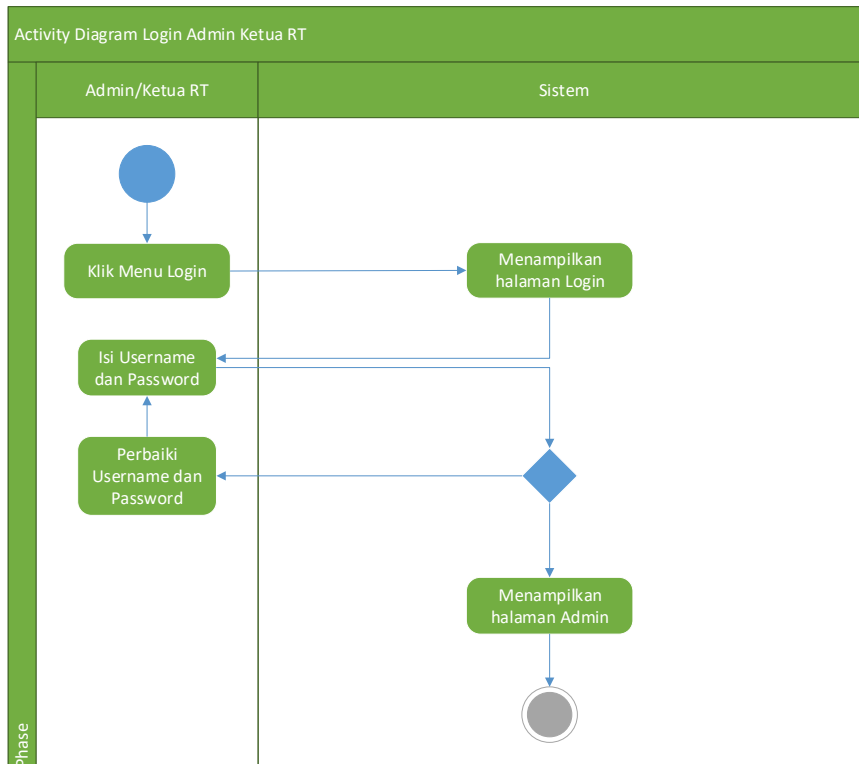 Activity Diagram Login Admin Ketua RT
Admin/Ketua RT
Sistem
Klik Menu Login
Menampilkan
halaman Login
Isi Username
dan Password
Perbaiki
Username dan
Password
Menampilkan
halaman Admin
Phase